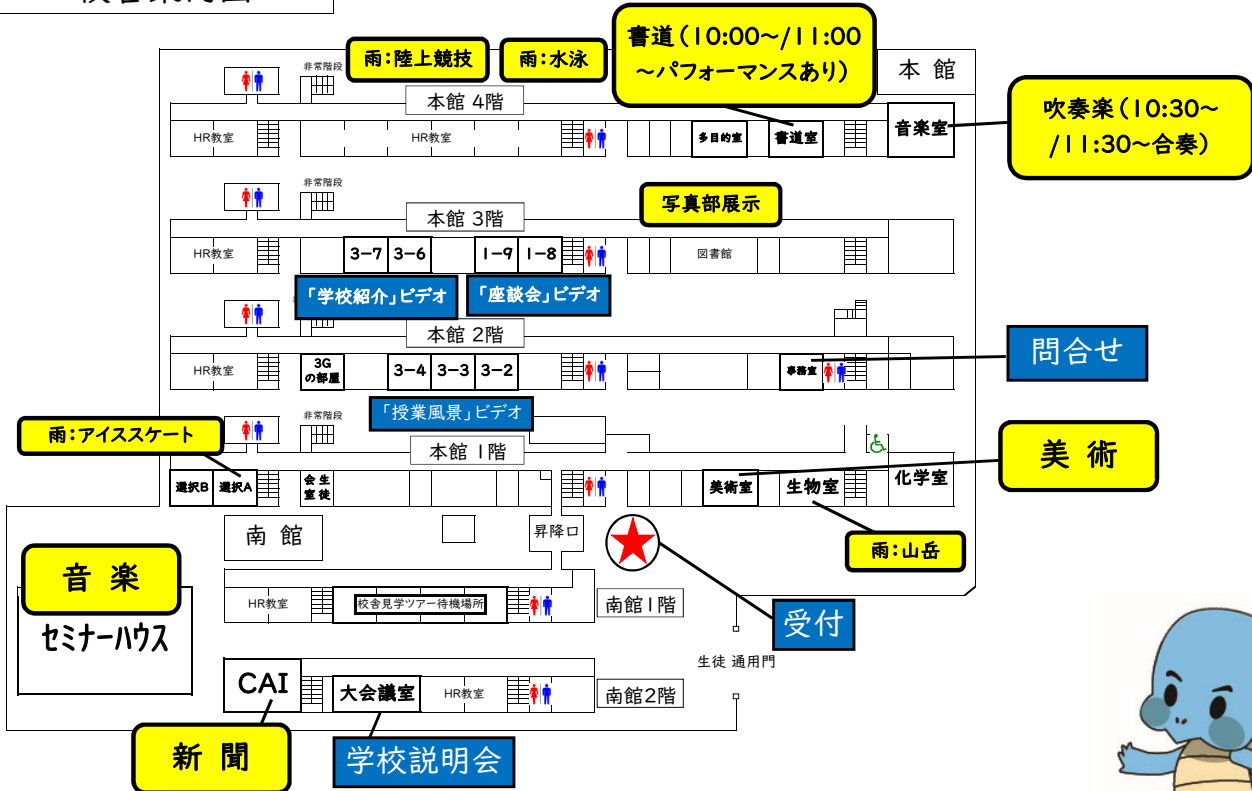 雨:陸上競技
雨:水泳
書道(10:00~/11:00
~パフォーマンスあり)
本 館
非常階段
本館 4階
吹奏楽(10:30~
/11:30~合奏)
HR教室
HR教室
多目的室
書道室
音楽室
非常階段
本館 3階
写真部展示
HR教室
3-7
3-6
1-9
1-8
図書館
「学校紹介」ビデオ
「座談会」ビデオ
本館 2階
問合せ
HR教室
3G
の部屋
3-4
3-3
3-2
事務室
「授業風景」ビデオ
非常階段
雨:アイススケート
本館 1階
美 術
選択B
選択A
生徒
会室
美術室
生物室
化学室
南 館
昇降口
雨:山岳
音 楽
セミナーハウス
HR教室
校舎見学ツアー待機場所
南館1階
受付
生徒 通用門
CAI
大会議室
HR教室
南館2階
新 聞
学校説明会